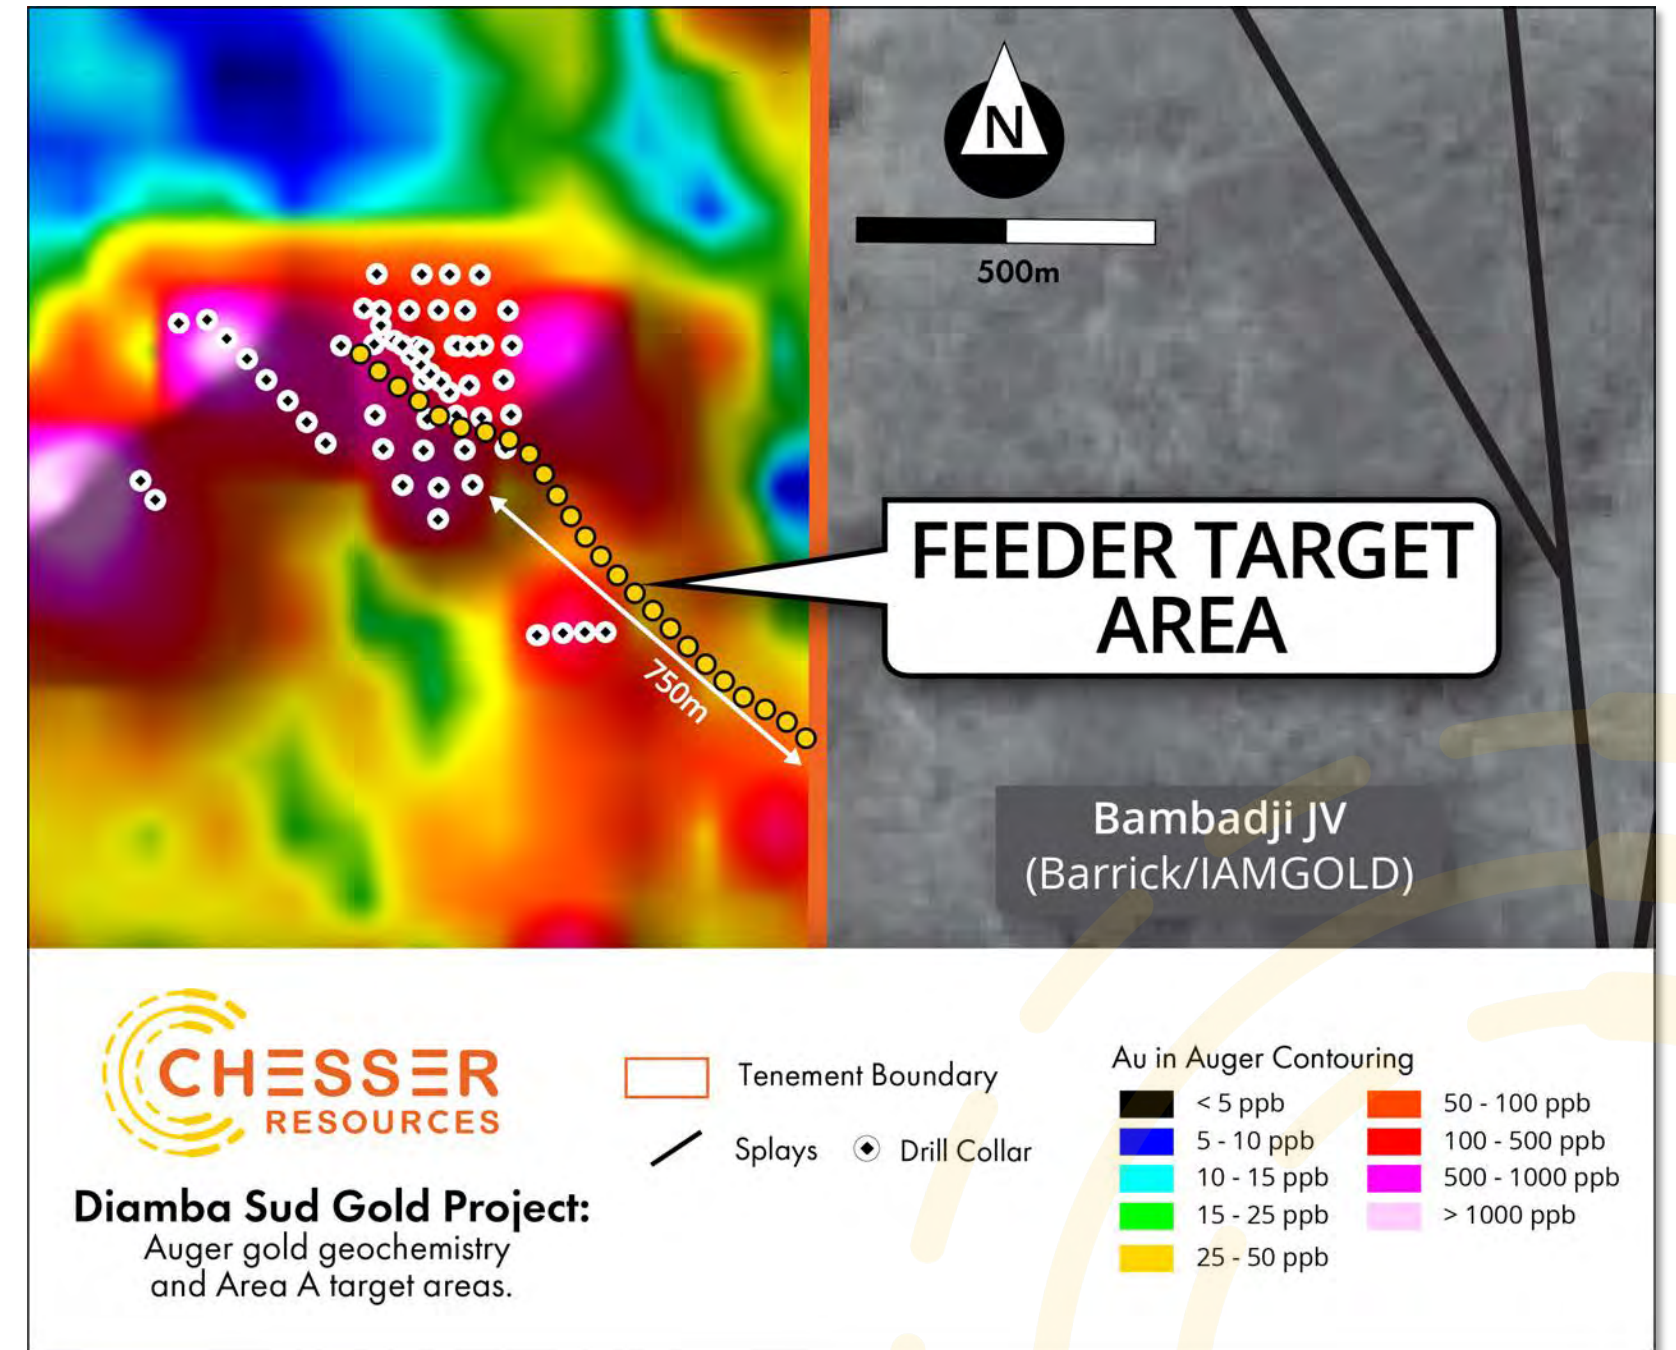 N
500m
FEEDER TARGET
AREA
750m
Bambadji JV
(Barrick/IAMGOLD)
CHESSER
RESOURCES
Diamba Sud Gold Project:
Auger gold geochemistry
and Area A target areas.
Tenement Boundary
Splays
Drill Collar
Au in Auger Contouring
< 5 ppb
5 - 10 ppb
10 - 15 ppb
15 - 25 ppb
25 - 50 ppb
50 - 100 ppb
100 - 500 ppb
500 - 1000 ppb
> 1000 ppb